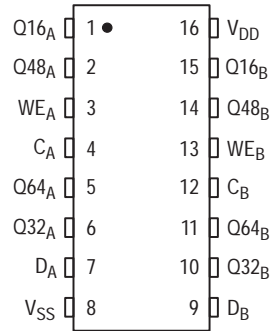 Q16A 1 16 VDD
Q48A 2 15 Q16B
WEA 3 14 Q48B
CA 4 13 WEB
Q64A 5 12 CB
Q32A 6 11 Q64B
DA 7 10 Q32B
VSS 8 9 DB